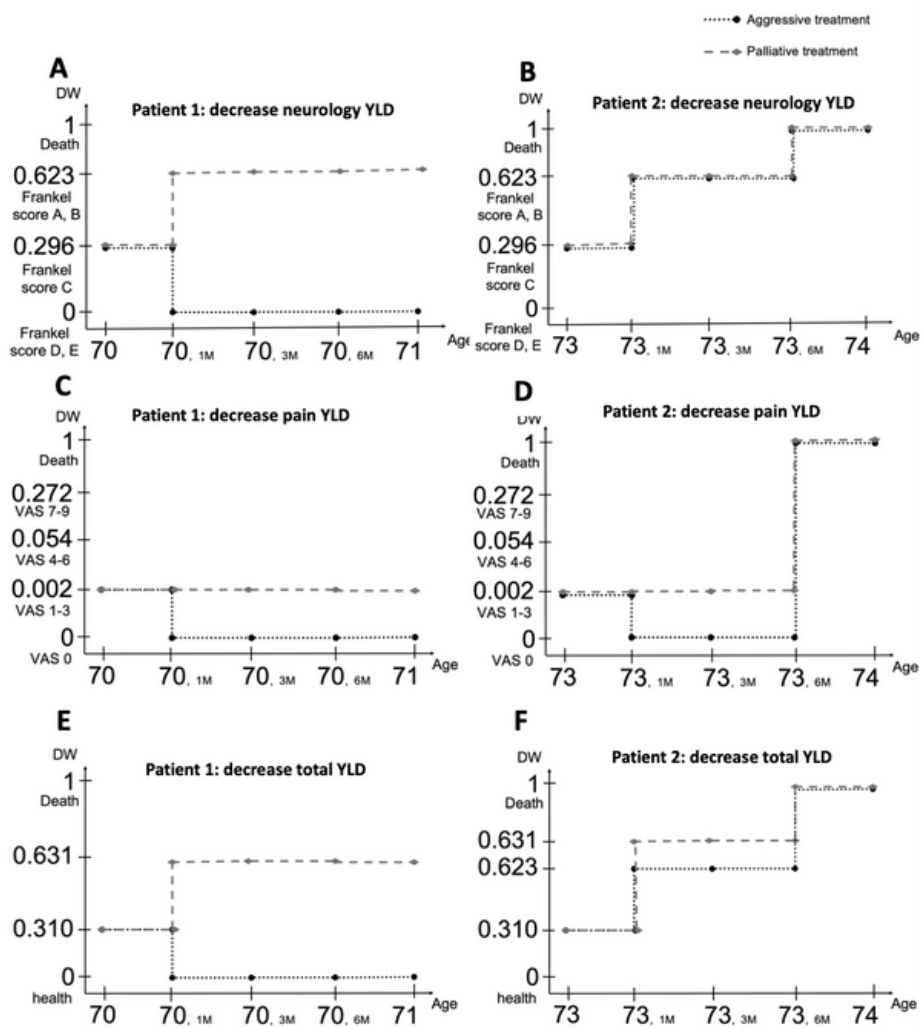 Aggressive treatment
Palliative treatment
A
DW
Patient 1: decrease neurology YLD
1
Death
0.623
Frankel
score A, B
0.296
Frankel
score C
0
Frankel
score D, E
70 70, 1M 70, 3M 70, 6M 71
Age
B
DW
Patient 2: decrease neurology YLD
1
Death
0.623
Frankel
score A, B
0.296
Frankel
score C
0
Frankel
score D, E
73 73, 1M 73, 3M 73, 6M 74
Age
C
DW
Patient 1: decrease pain YLD
1
Death
0.272
VAS 7-9
0.054
VAS 4-6
0.002
VAS 1-3
0
VAS 0
70 70, 1M 70, 3M 70, 6M 71
Age
D
DW
Patient 2: decrease pain YLD
1
Death
0.272
VAS 7-9
0.054
VAS 4-6
0.002
VAS 1-3
0
VAS 0
73 73, 1M 73, 3M 73, 6M 74
Age
E
DW
Patient 1: decrease total YLD
1
Death
0.631
0.310
0
health
70 70, 1M 70, 3M 70, 6M 71
Age
F
DW
Patient 2: decrease total YLD
1
Death
0.631
0.623
0.310
0
health
73 73, 1M 73, 3M 73, 6M 74
Age